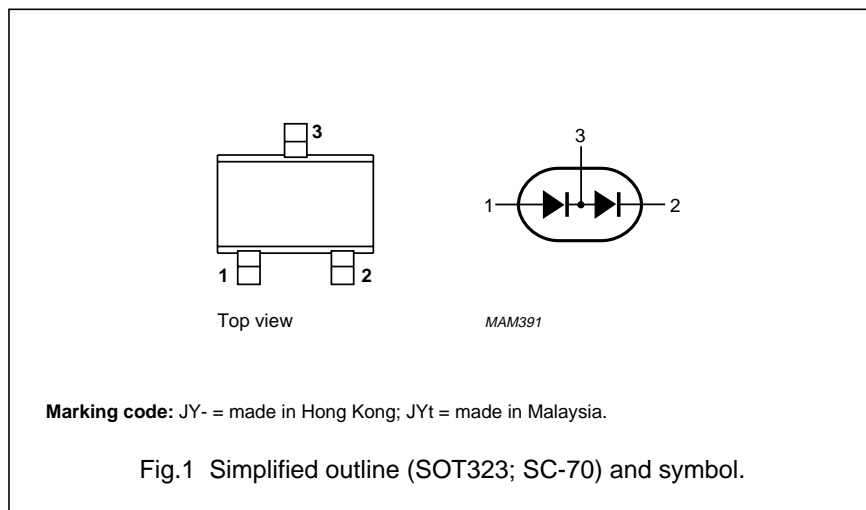 3
1
2
Top view
3
1
2
MAM391
Marking code: JY- = made in Hong Kong; JYt = made in Malaysia.
Fig.1 Simplified outline (SOT323; SC-70) and symbol.